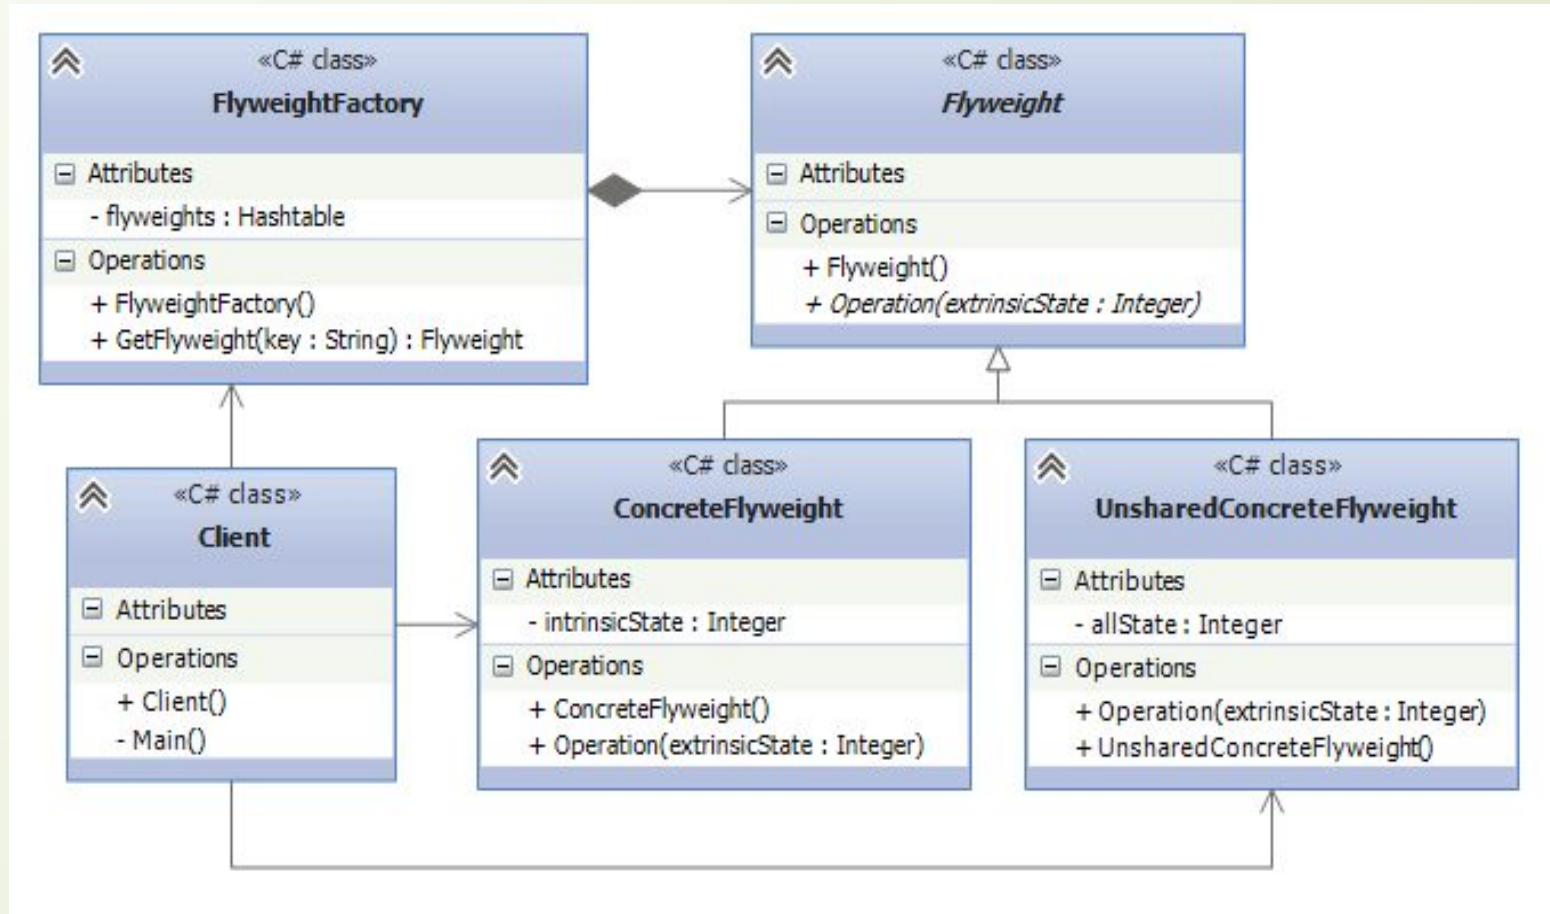 «C# class»
FlyweightFactory
Attributes
- flyweights : Hashtable
Operations
+ FlyweightFactory()
+ GetFlyweight(key : String) : Flyweight
«C# class»
Flyweight
Attributes
Operations
+ Flyweight()
+ Operation(extrinsicState : Integer)
«C# class»
Client
Attributes
Operations
+ Client()
- Main()
«C# class»
ConcreteFlyweight
Attributes
- intrinsicState : Integer
Operations
+ ConcreteFlyweight()
+ Operation(extrinsicState : Integer)
«C# class»
UnsharedConcreteFlyweight
Attributes
- allState : Integer
Operations
+ Operation(extrinsicState : Integer)
+ UnsharedConcreteFlyweight()